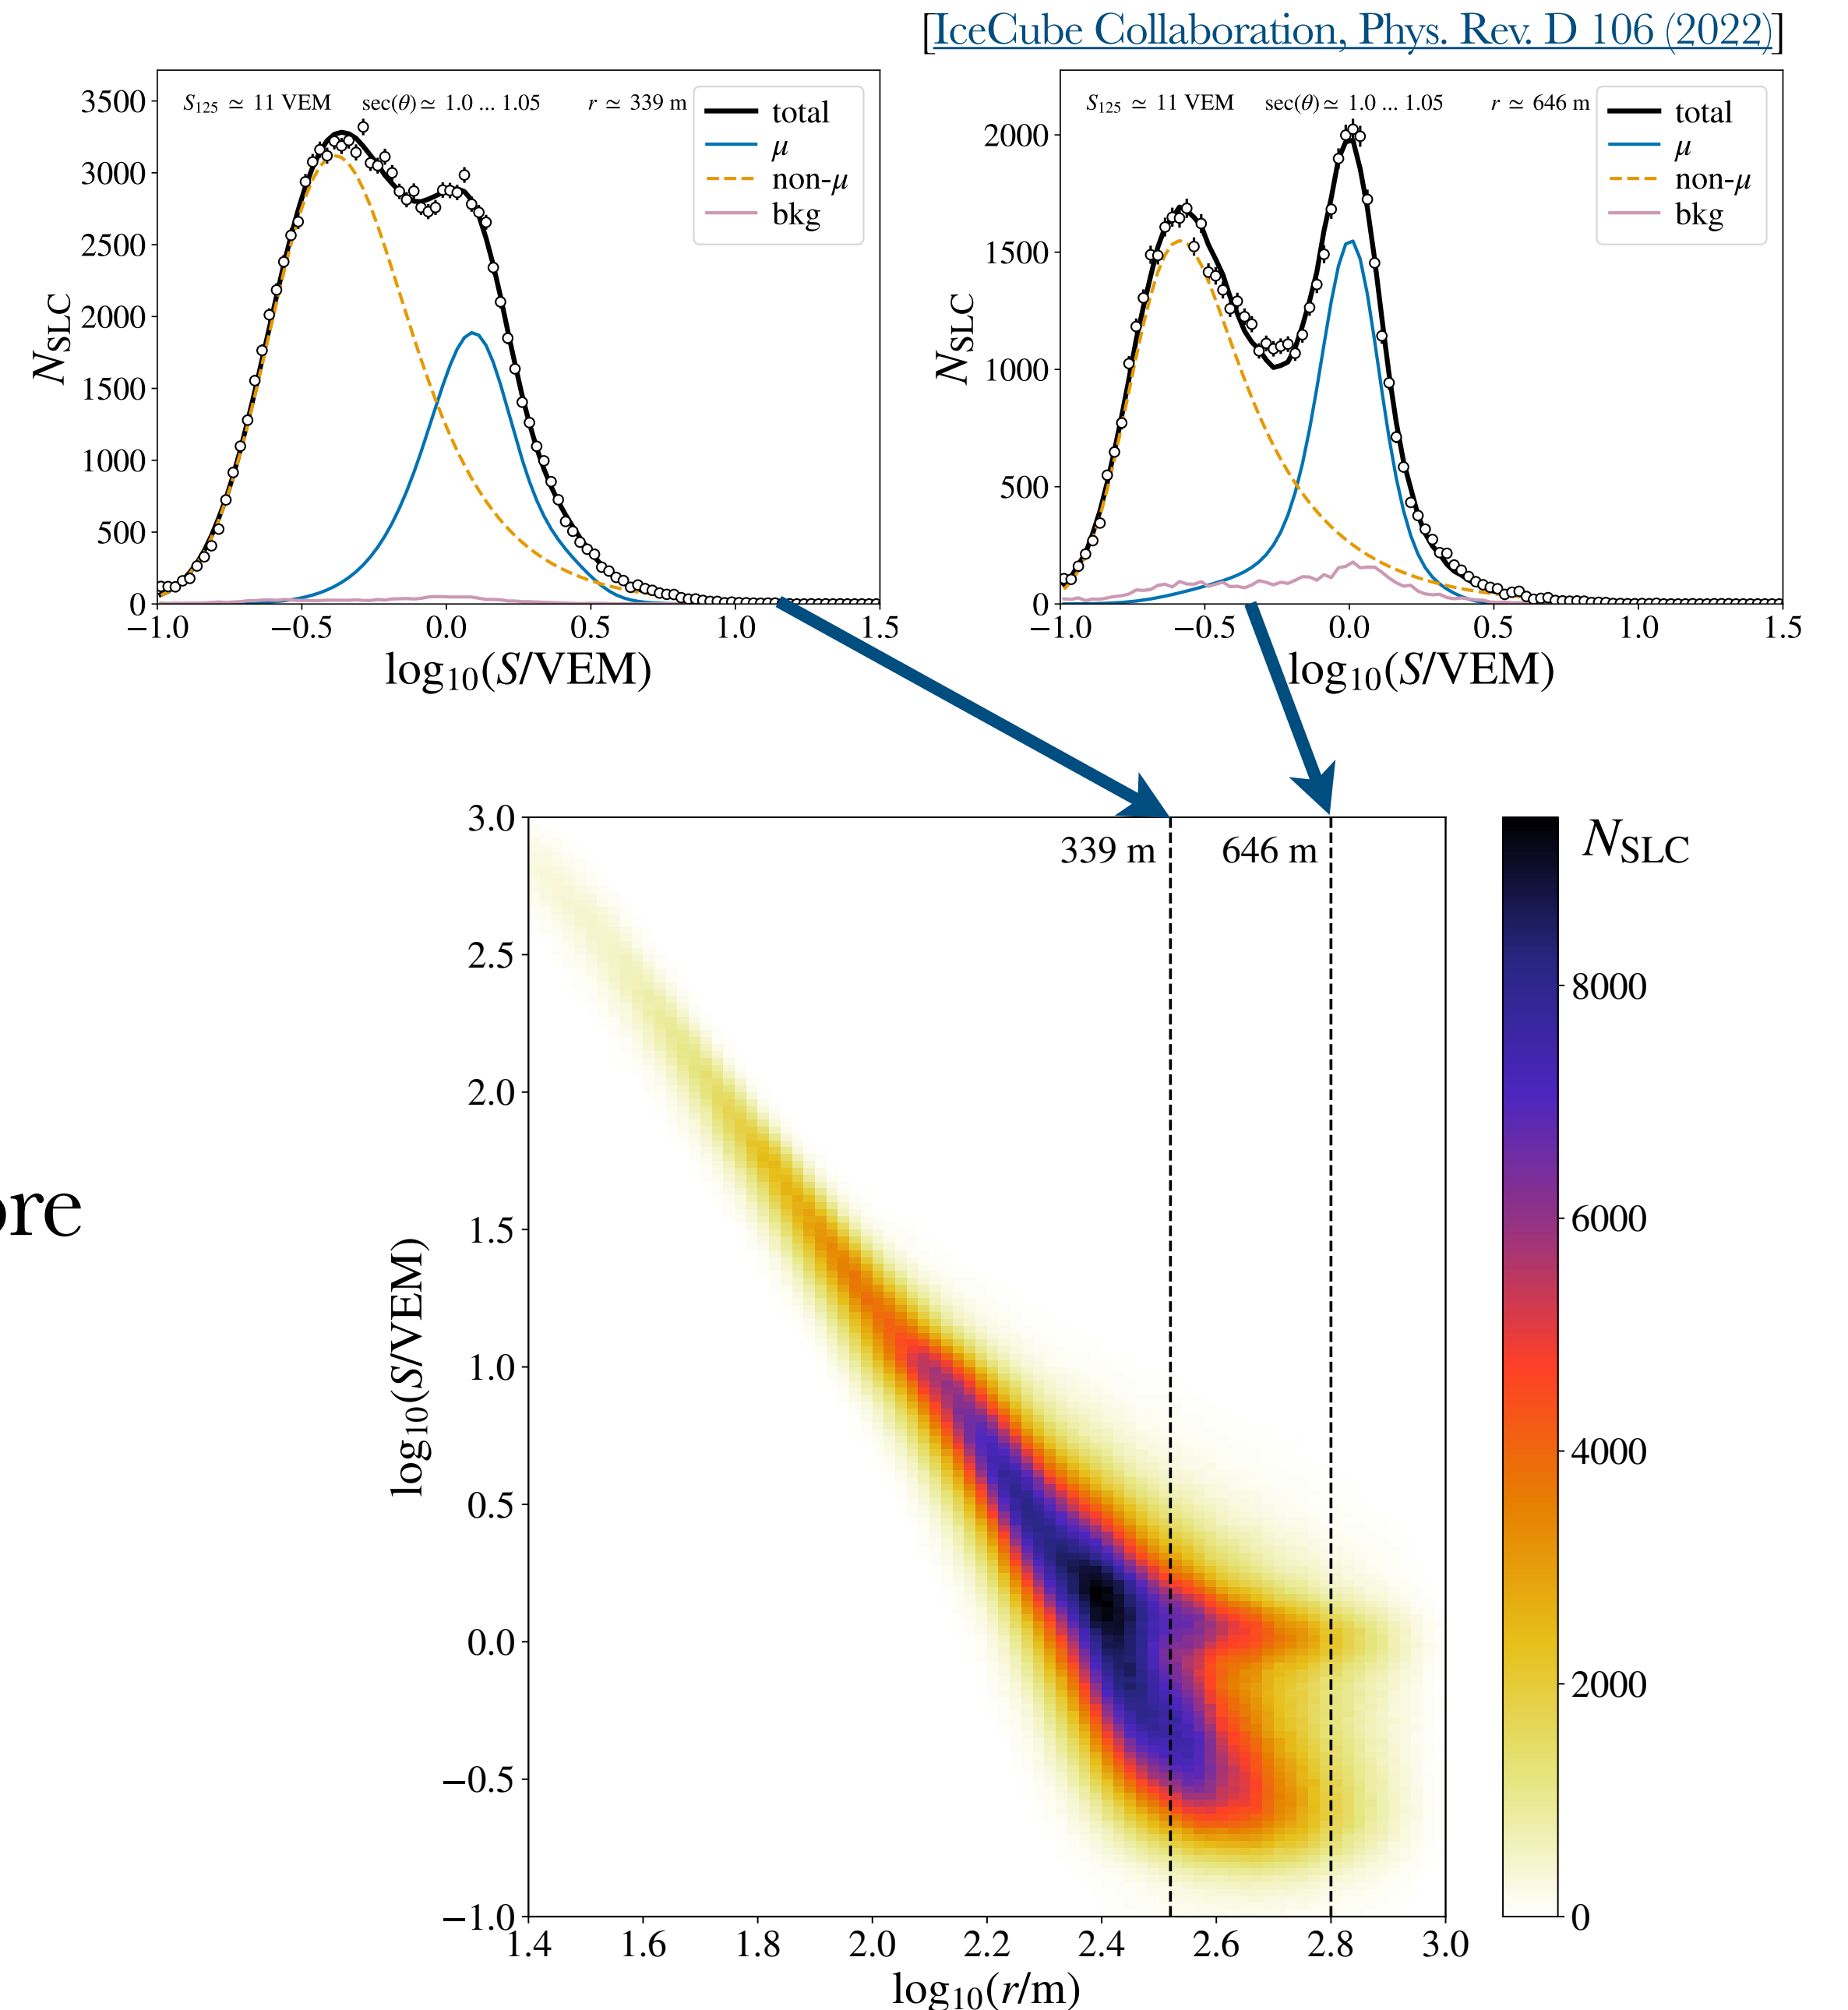 [IceCube Collaboration, Phys. Rev. D 106 (2022)]
S₁₂₅ ≃ 11 VEM sec(θ) ≃ 1.0 ... 1.05 r ≃ 339 m
total
μ
non-μ
bkg
3500
3000
2500
2000
1500
1000
500
0
N_SLC
−1.0 −0.5 0.0 0.5 1.0 1.5
log₁₀(S/VEM)
S₁₂₅ ≃ 11 VEM sec(θ) ≃ 1.0 ... 1.05 r ≃ 646 m
total
μ
non-μ
bkg
2000
1500
1000
500
0
N_SLC
−1.0 −0.5 0.0 0.5 1.0 1.5
log₁₀(S/VEM)
339 m 646 m
3.0
2.5
2.0
1.5
1.0
0.5
0.0
−0.5
−1.0
log₁₀(S/VEM)
1.4 1.6 1.8 2.0 2.2 2.4 2.6 2.8 3.0
log₁₀(r/m)
N_SLC
8000
6000
4000
2000
0
ore